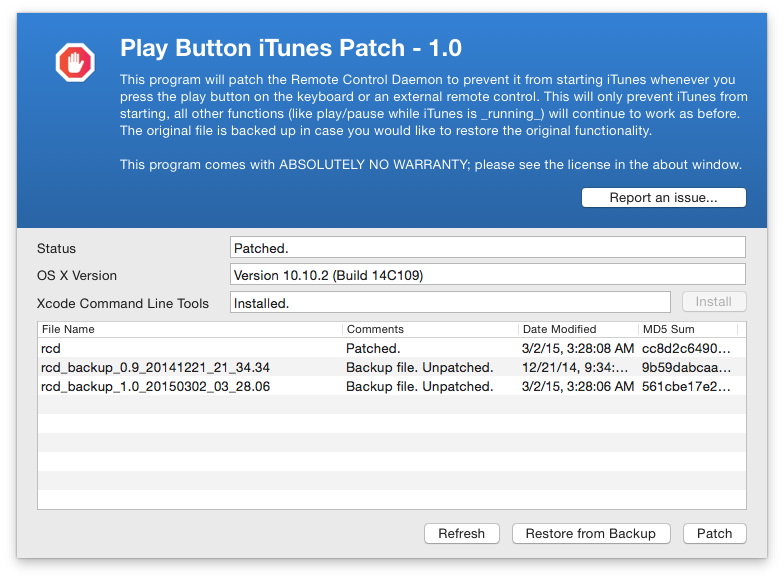 Play Button iTunes Patch - 1.0
This program will patch the Remote Control Daemon to prevent it from starting iTunes whenever you
press the play button on the keyboard or an external remote control. This will only prevent iTunes from
starting, all other functions (like play/pause while iTunes is _running_) will continue to work as before.
The original file is backed up in case you would like to restore the original functionality.
This program comes with ABSOLUTELY NO WARRANTY; please see the license in the about window.
Report an issue...
Status Patched.
OS X Version Version 10.10.2 (Build 14C109)
Xcode Command Line Tools Installed. Install
File Name Comments Date Modified MD5 Sum
rcd Patched. 3/2/15, 3:28:08 AM cc8d2c6490...
rcd_backup_0.9_20141221_21_34.34 Backup file. Unpatched. 12/21/14, 9:34:... 9b59dabcaa...
rcd_backup_1.0_20150302_03_28.06 Backup file. Unpatched. 3/2/15, 3:28:06 AM 561cbe17e2...
Refresh Restore from Backup Patch